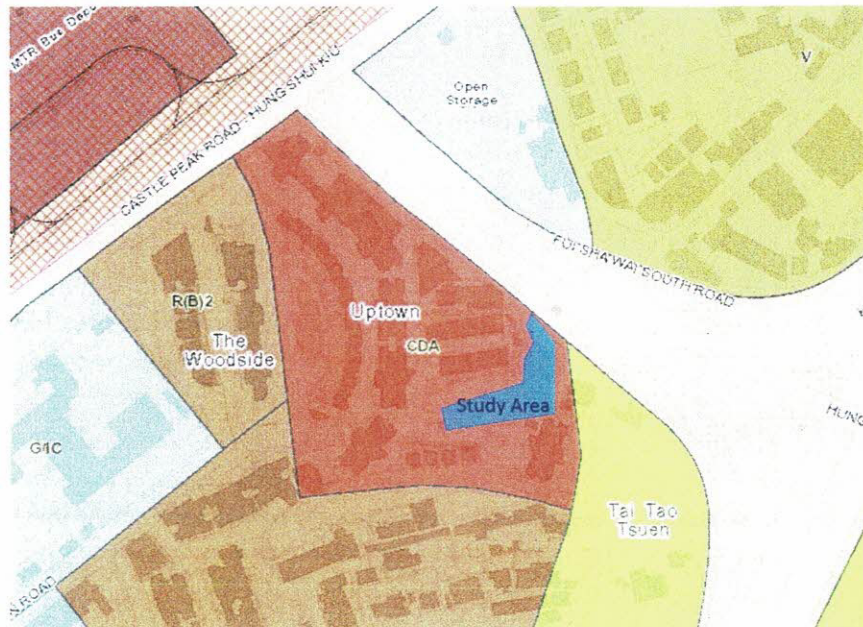 MTR Bus Depot
CASTLE PEAK ROAD - HUNG SHUI KIU
Open
Storage
V
R(B)2
The
Woodside
Uptown
CDA
Study Area
FUI SHA WAI SOUTH ROAD
HUNG
G/IC
Tai Tao
Tsuen
N ROAD